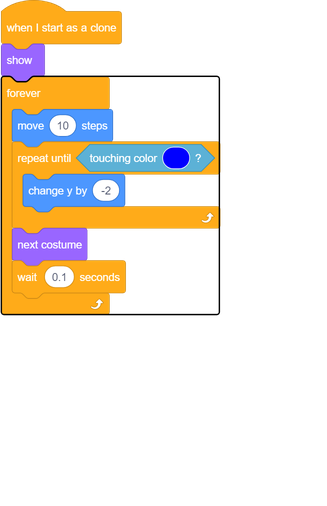 when I start as a clone
show
forever
move 10 steps
repeat until touching color ?
change y by -2
next costume
wait 0.1 seconds